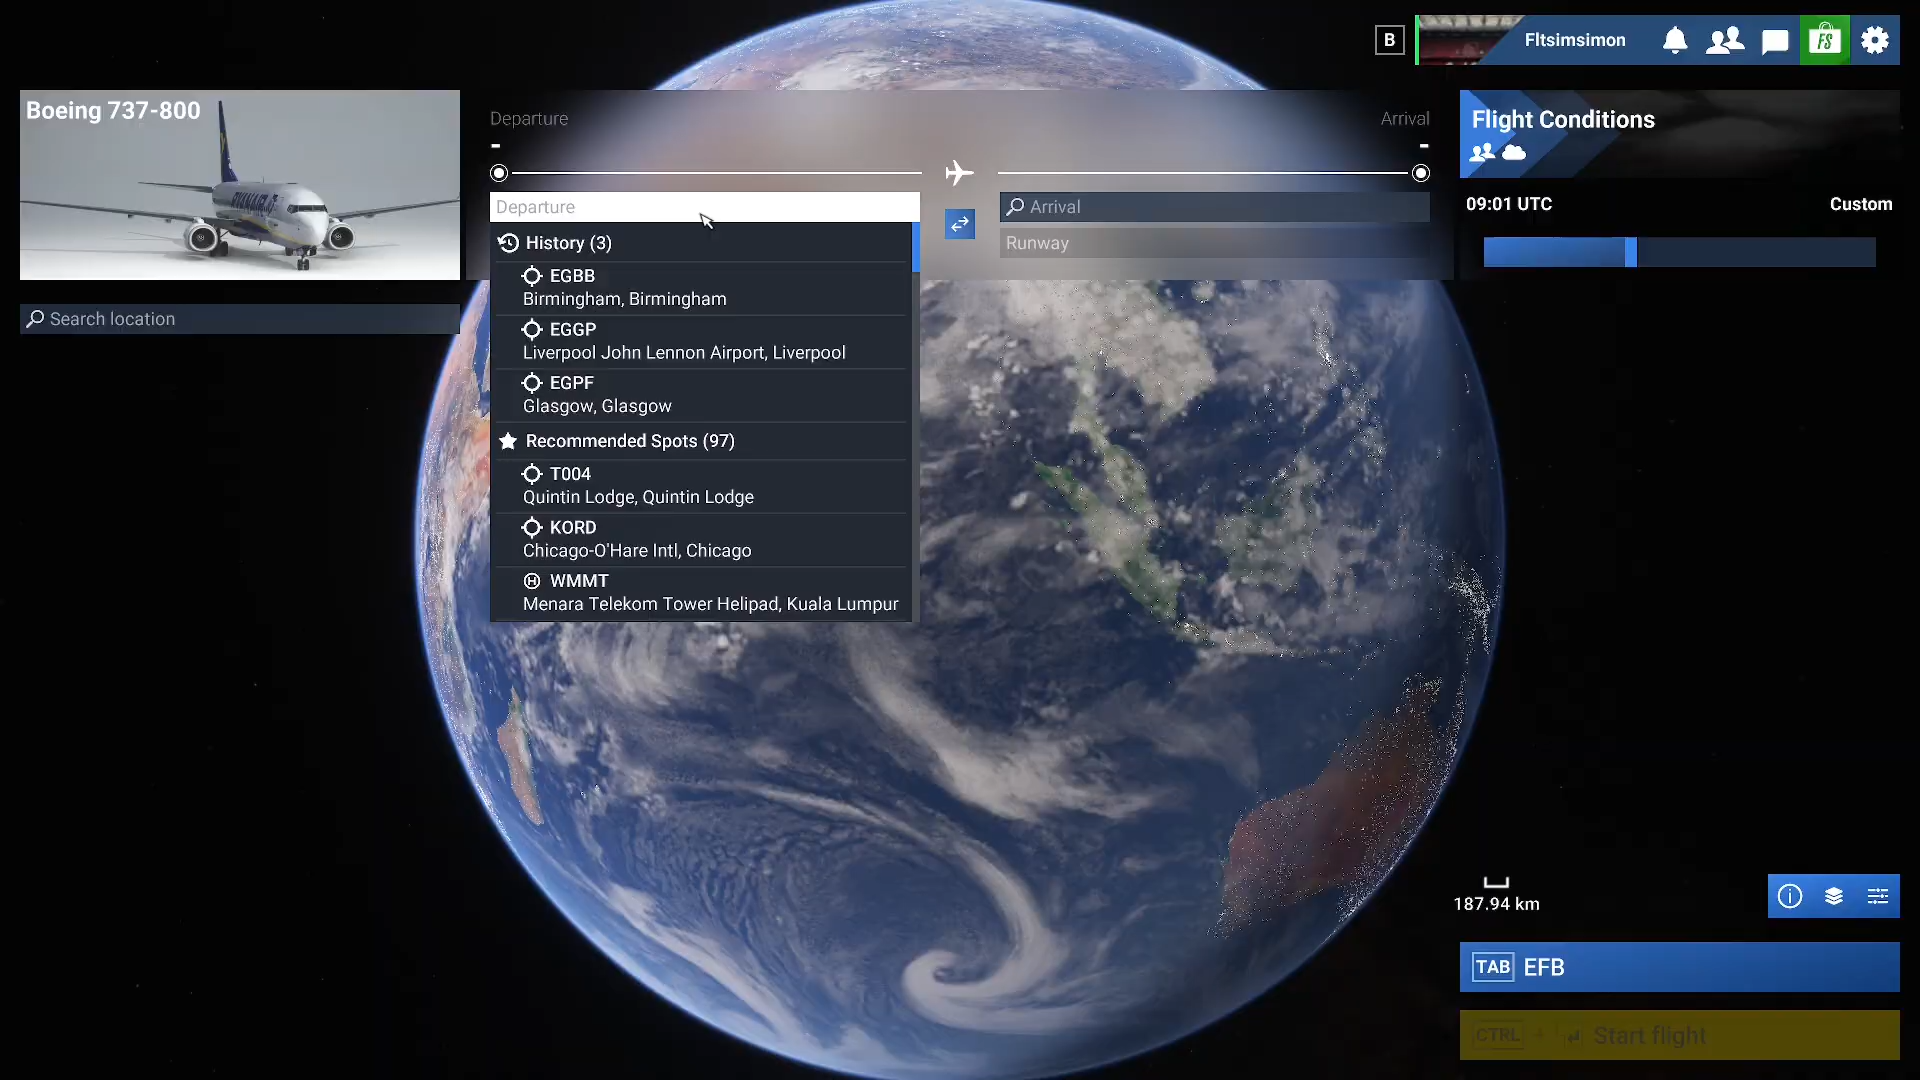 B
Fltsimsimon
FS
Boeing 737-800
RYANAIR
Departure
-
Arrival
-
Departure
Arrival
Runway
History (3)
EGBB
Birmingham, Birmingham
EGGP
Liverpool John Lennon Airport, Liverpool
EGPF
Glasgow, Glasgow
Recommended Spots (97)
T004
Quintin Lodge, Quintin Lodge
KORD
Chicago-O'Hare Intl, Chicago
WMMT
Menara Telekom Tower Helipad, Kuala Lumpur
Search location
Flight Conditions
09:01 UTC
Custom
187.94 km
TAB EFB
CTRL + Start flight